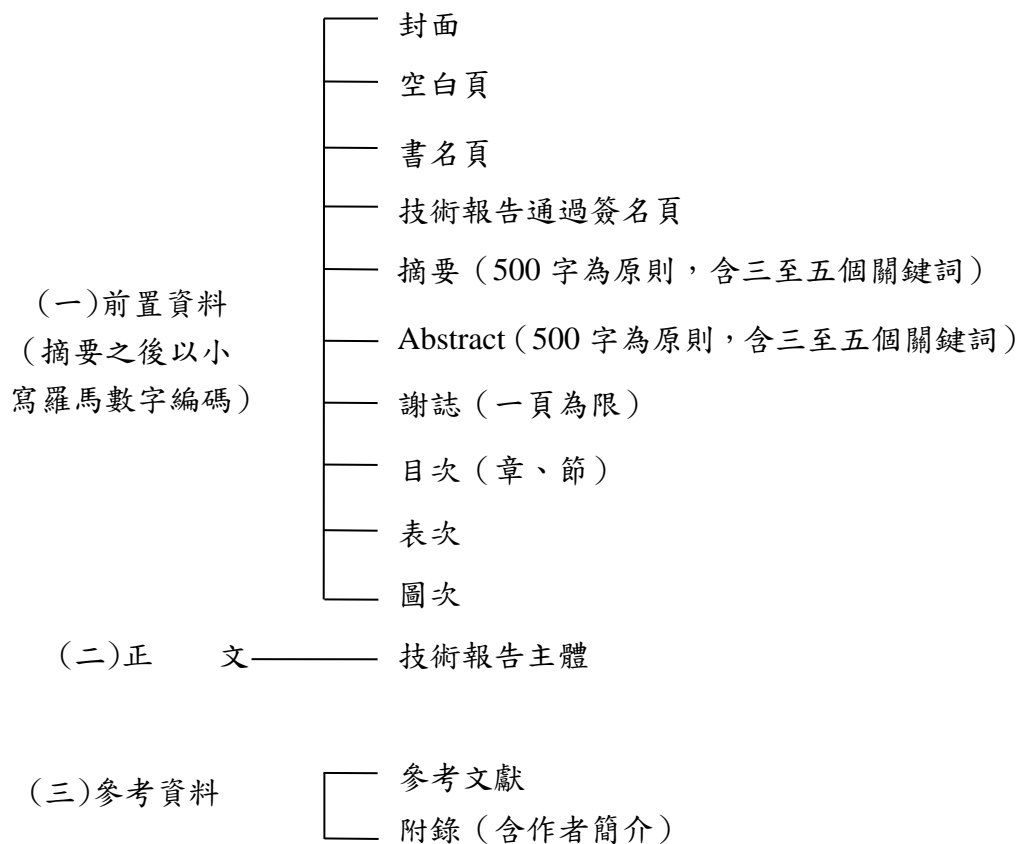 封面
空白頁
書名頁
技術報告通過簽名頁
摘要（500 字為原則，含三至五個關鍵詞）
(一)前置資料
（摘要之後以小
寫羅馬數字編碼）
Abstract（500 字為原則，含三至五個關鍵詞）
謝誌（一頁為限）
目次（章、節）
表次
圖次
(二)正　　文
技術報告主體
(三)參考資料
參考文獻
附錄（含作者簡介）